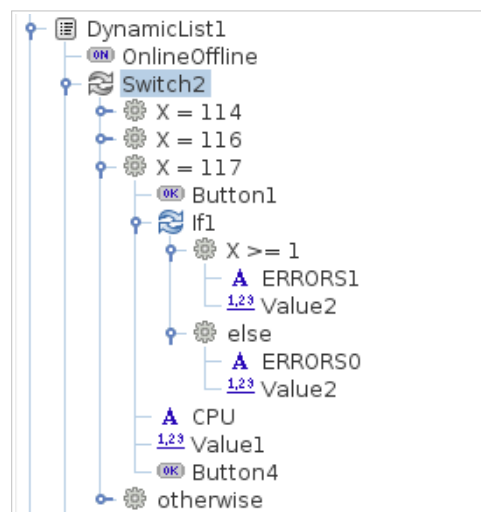 DynamicList1
ON OnlineOffline
Switch2
X = 114
X = 116
X = 117
OK Button1
If1
X >= 1
A ERRORS1
1,23 Value2
else
A ERRORS0
1,23 Value2
A CPU
1,23 Value1
OK Button4
otherwise